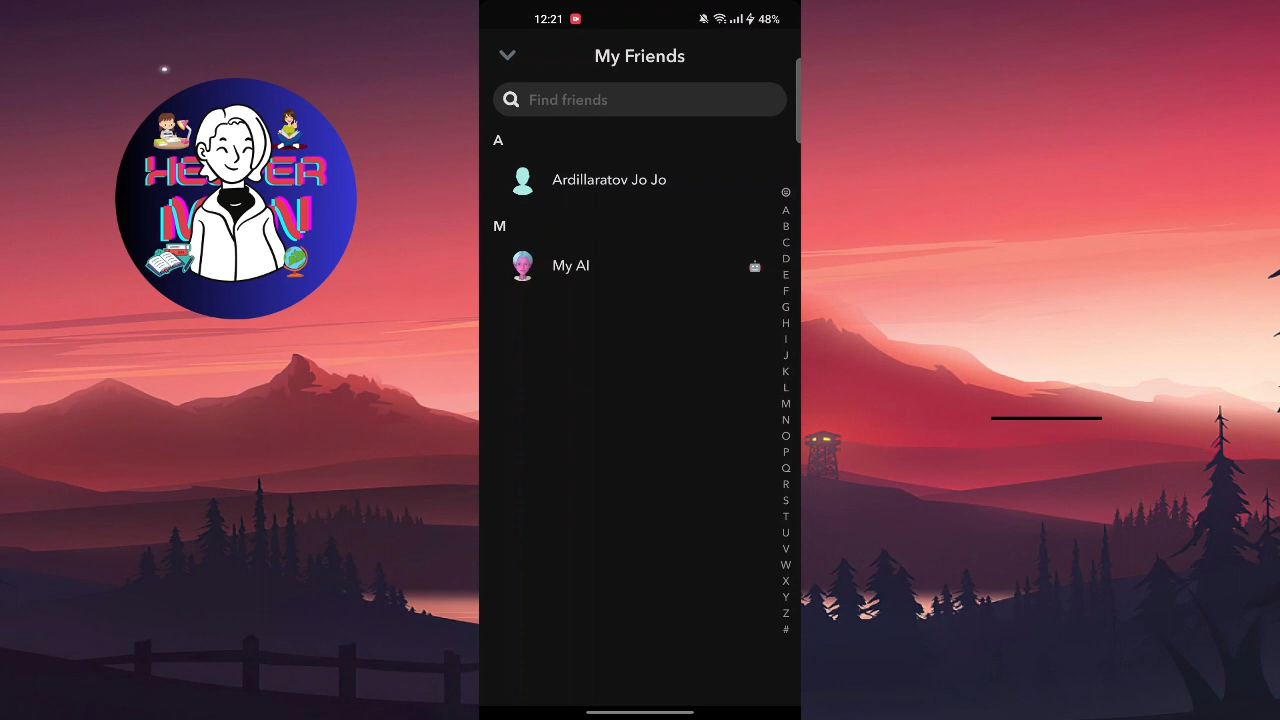 12:21
48%
My Friends
Find friends
A
Ardillaratov Jo Jo
M
My AI
A
B
C
D
E
F
G
H
I
J
K
L
M
N
O
P
Q
R
S
T
U
V
W
X
Y
Z
#